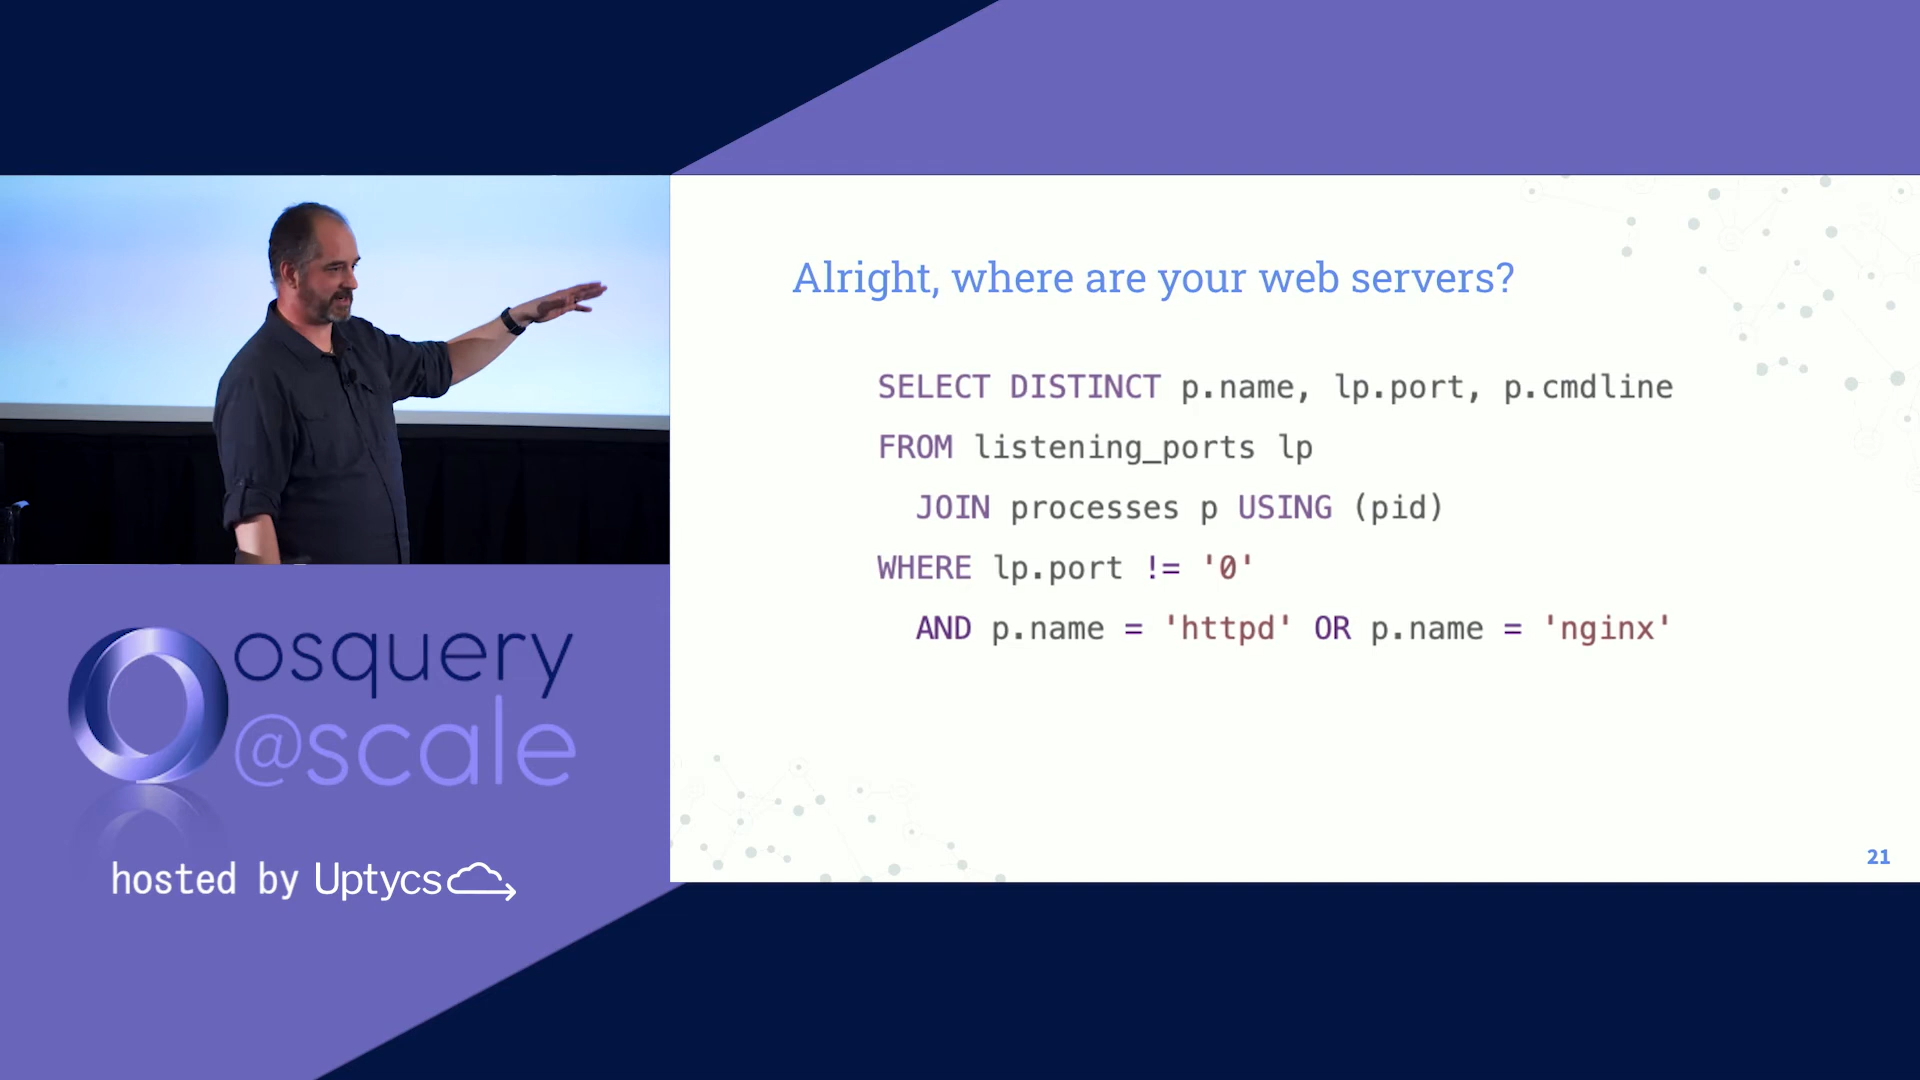 Alright, where are your web servers?
SELECT DISTINCT p.name, lp.port, p.cmdline
FROM listening_ports lp
JOIN processes p USING (pid)
WHERE lp.port != '0'
AND p.name = 'httpd' OR p.name = 'nginx'
21
osquery
@scale
hosted by Uptycs